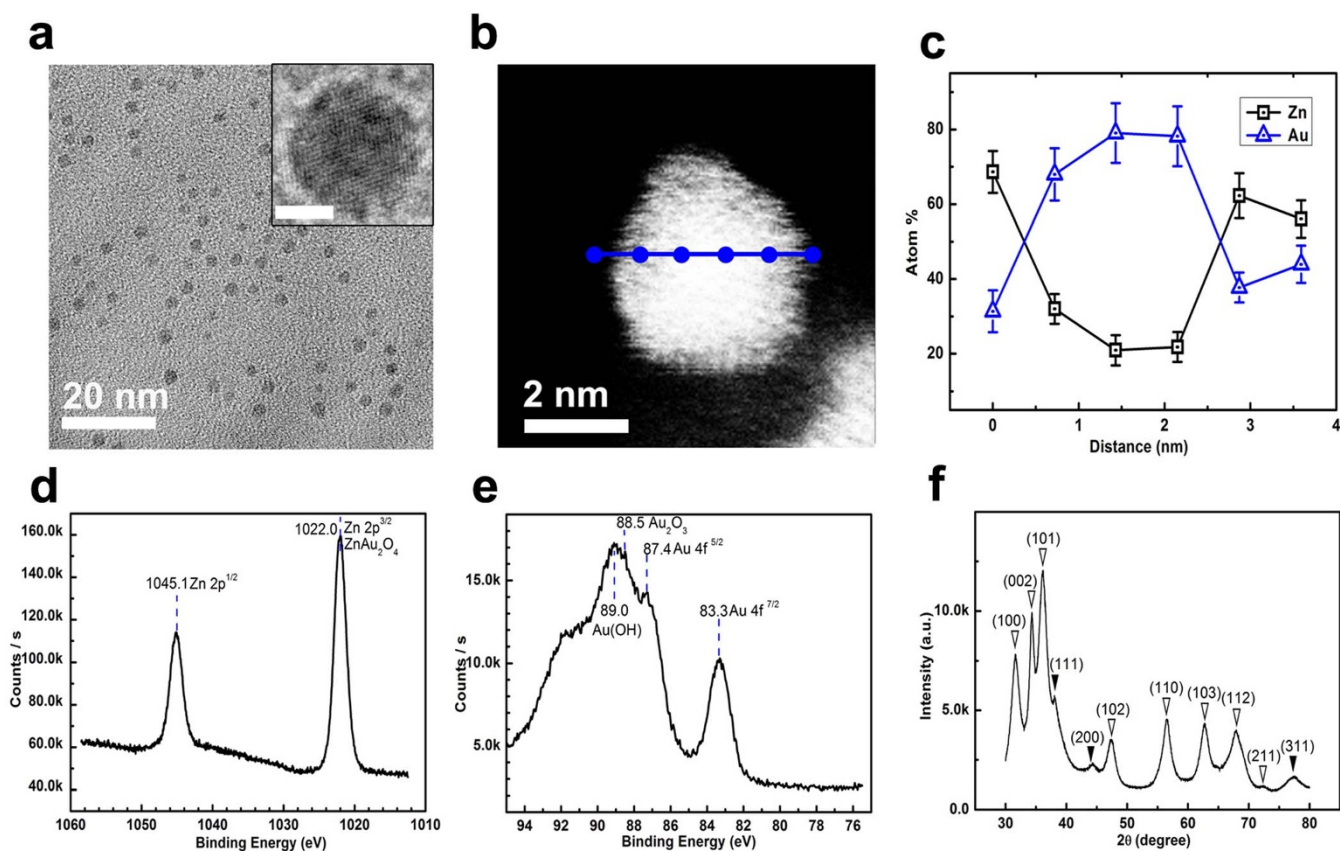 a
20 nm
b
2 nm
c
Zn
Au
80
60
40
20
Atom %
0 1 2 3 4
Distance (nm)
d
160.0k
140.0k
120.0k
100.0k
80.0k
60.0k
40.0k
Counts / s
1045.1 Zn 2p1/2
1022.0 Zn 2p3/2
ZnAu2O4
1060 1050 1040 1030 1020 1010
Binding Energy (eV)
e
15.0k
10.0k
5.0k
Counts / s
88.5 Au2O3
87.4 Au 4f5/2
89.0
Au(OH)
83.3 Au 4f7/2
94 92 90 88 86 84 82 80 78 76
Binding Energy (eV)
f
10.0k
5.0k
0.0
Intensity (a.u.)
(100)
(002)
(101)
(111)
(200)
(102)
(110)
(103)
(112)
(211)
(311)
30 40 50 60 70 80
2θ (degree)